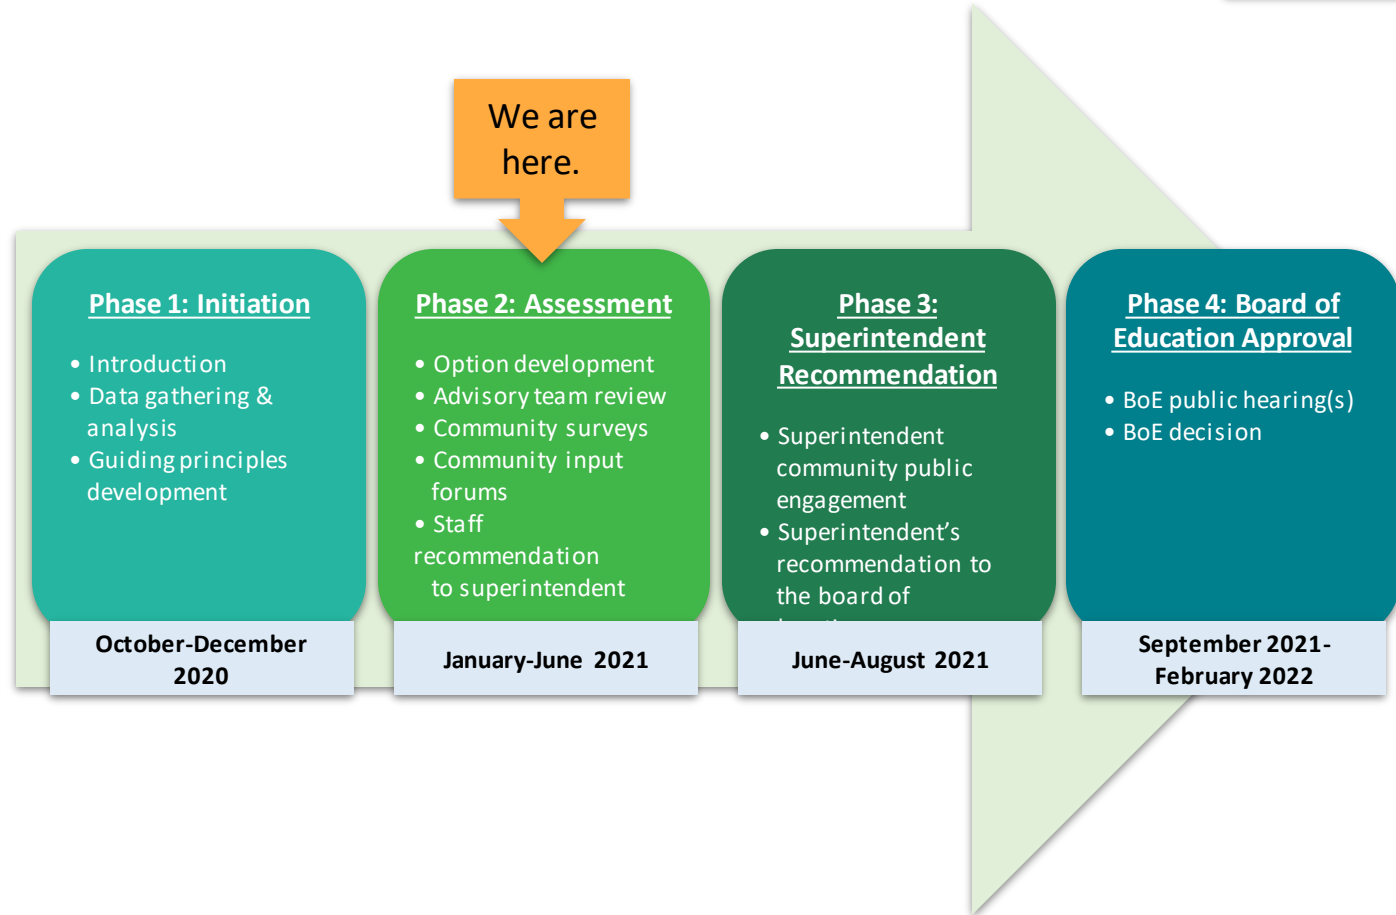 We are
here.
Phase 1: Initiation
• Introduction
• Data gathering &
analysis
• Guiding principles
development
October-December
2020
Phase 2: Assessment
• Option development
• Advisory team review
• Community surveys
• Community input
forums
• Staff
recommendation
to superintendent
January-June 2021
Phase 3:
Superintendent
Recommendation
• Superintendent
community public
engagement
• Superintendent’s
recommendation to
the board of
June-August 2021
Phase 4: Board of
Education Approval
• BoE public hearing(s)
• BoE decision
September 2021-
February 2022